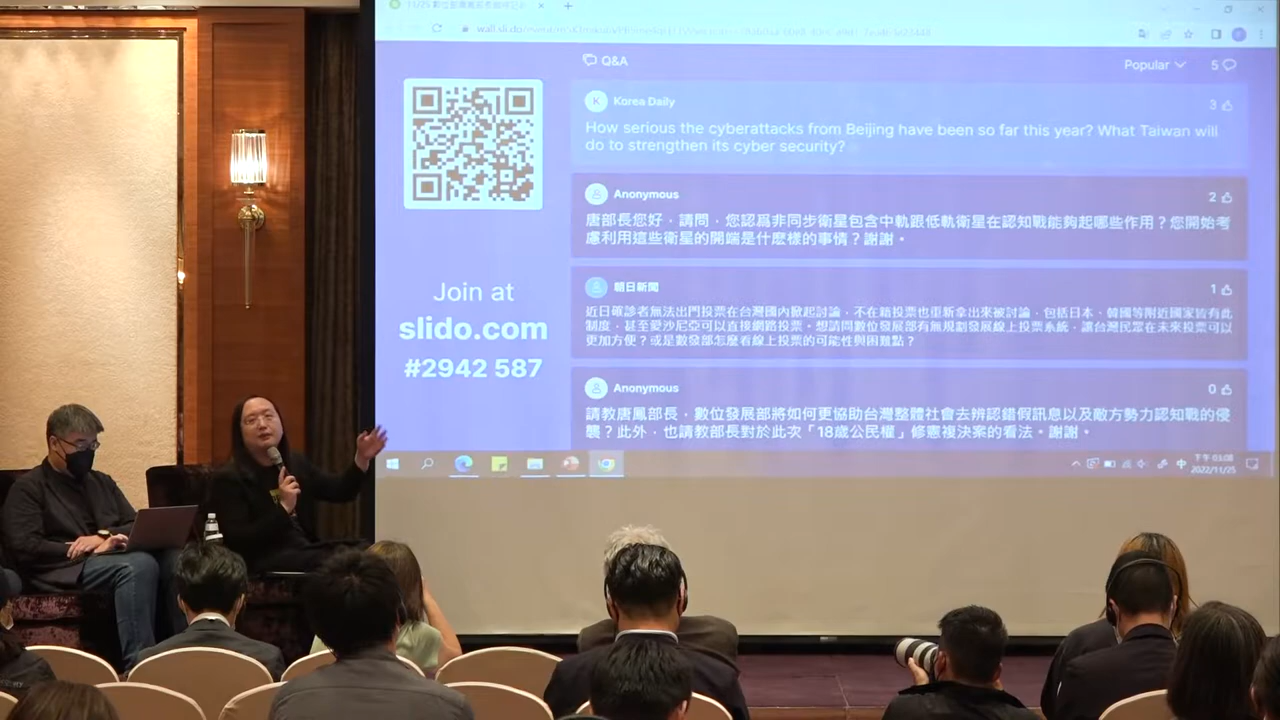 11/25
Q&A
Popular
5
Korea Daily
3
How serious the cyberattacks from Beijing have been so far this year? What Taiwan will
do to strengthen its cyber security?
Anonymous
2
唐部長您好，請問，您認爲非同步衛星包含中軌跟低軌衛星在認知戰能夠起哪些作用？您開始考
慮利用這些衛星的開端是什麼樣的事情？謝謝。
朝日新聞
1
近日確診者無法出門投票在台灣國內掀起討論，不在籍投票也重新拿出來被討論，包括日本、韓國等附近國家皆有此
制度，甚至愛沙尼亞可以直接網路投票。想請問數位發展部有無規劃發展線上投票系統，讓台灣民眾在未來投票可以
更加方便？或是數發部怎麼看線上投票的可能性與困難點？
Anonymous
0
請教唐鳳部長，數位發展部將如何更協助台灣整體社會去辨認錯假訊息以及敵方勢力認知戰的侵
襲？此外，也請教部長對於此次「18歲公民權」修憲複決案的看法。謝謝。
Join at
slido.com
#2942 587
中
下午 03:08
2022/11/25